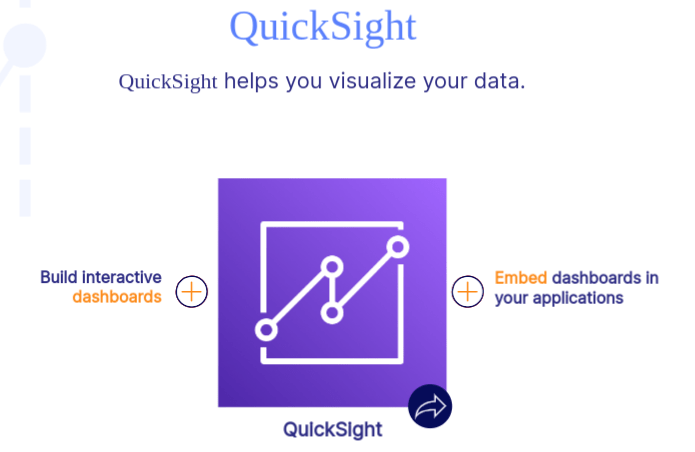 QuickSight
QuickSight helps you visualize your data.
Build interactive
dashboards
Embed dashboards in
your applications
QuickSight